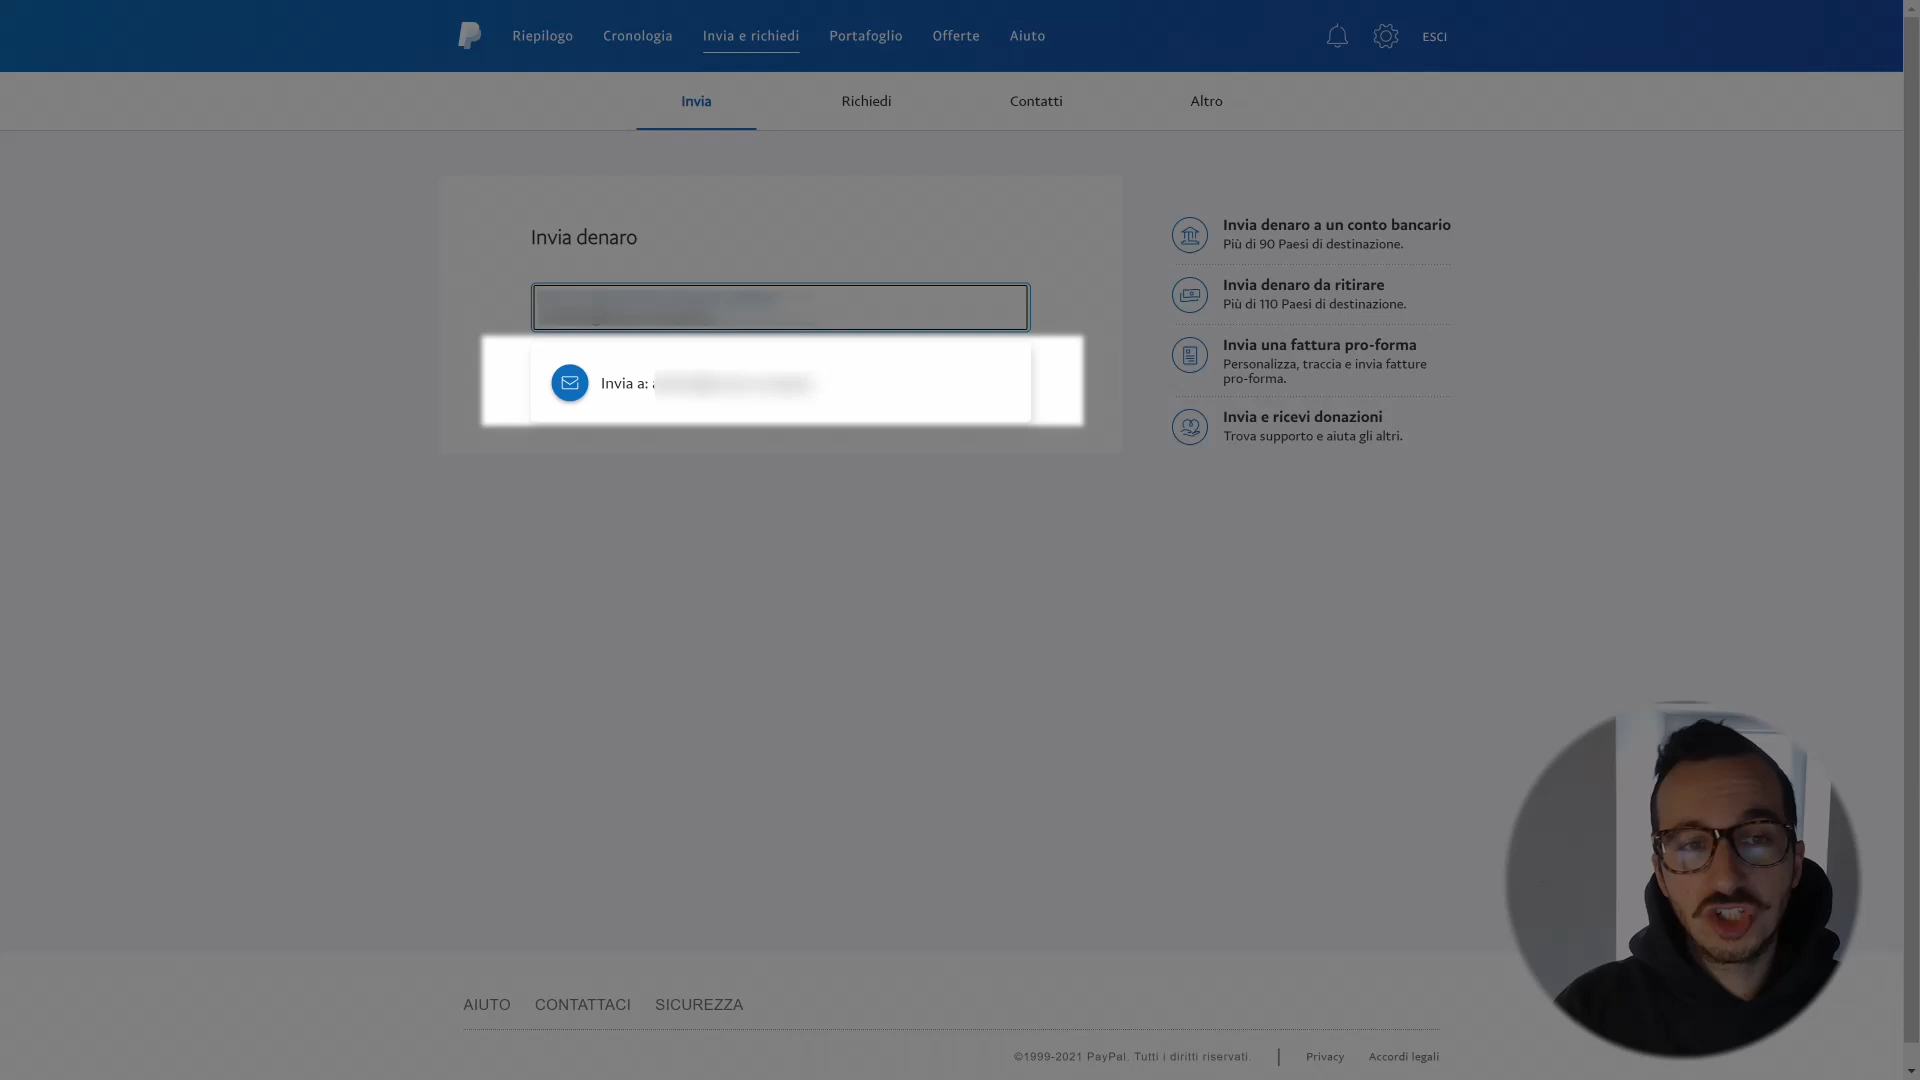 Riepilogo Cronologia Invia e richiedi Portafoglio Offerte Aiuto ESCI
Invia Richiedi Contatti Altro
Invia denaro
Invia a:
Invia denaro a un conto bancario
Più di 90 Paesi di destinazione.
Invia denaro da ritirare
Più di 110 Paesi di destinazione.
Invia una fattura pro-forma
Personalizza, traccia e invia fatture
pro-forma.
Invia e ricevi donazioni
Trova supporto e aiuta gli altri.
AIUTO CONTATTACI SICUREZZA
©1999-2021 PayPal. Tutti i diritti riservati. | Privacy Accordi legali